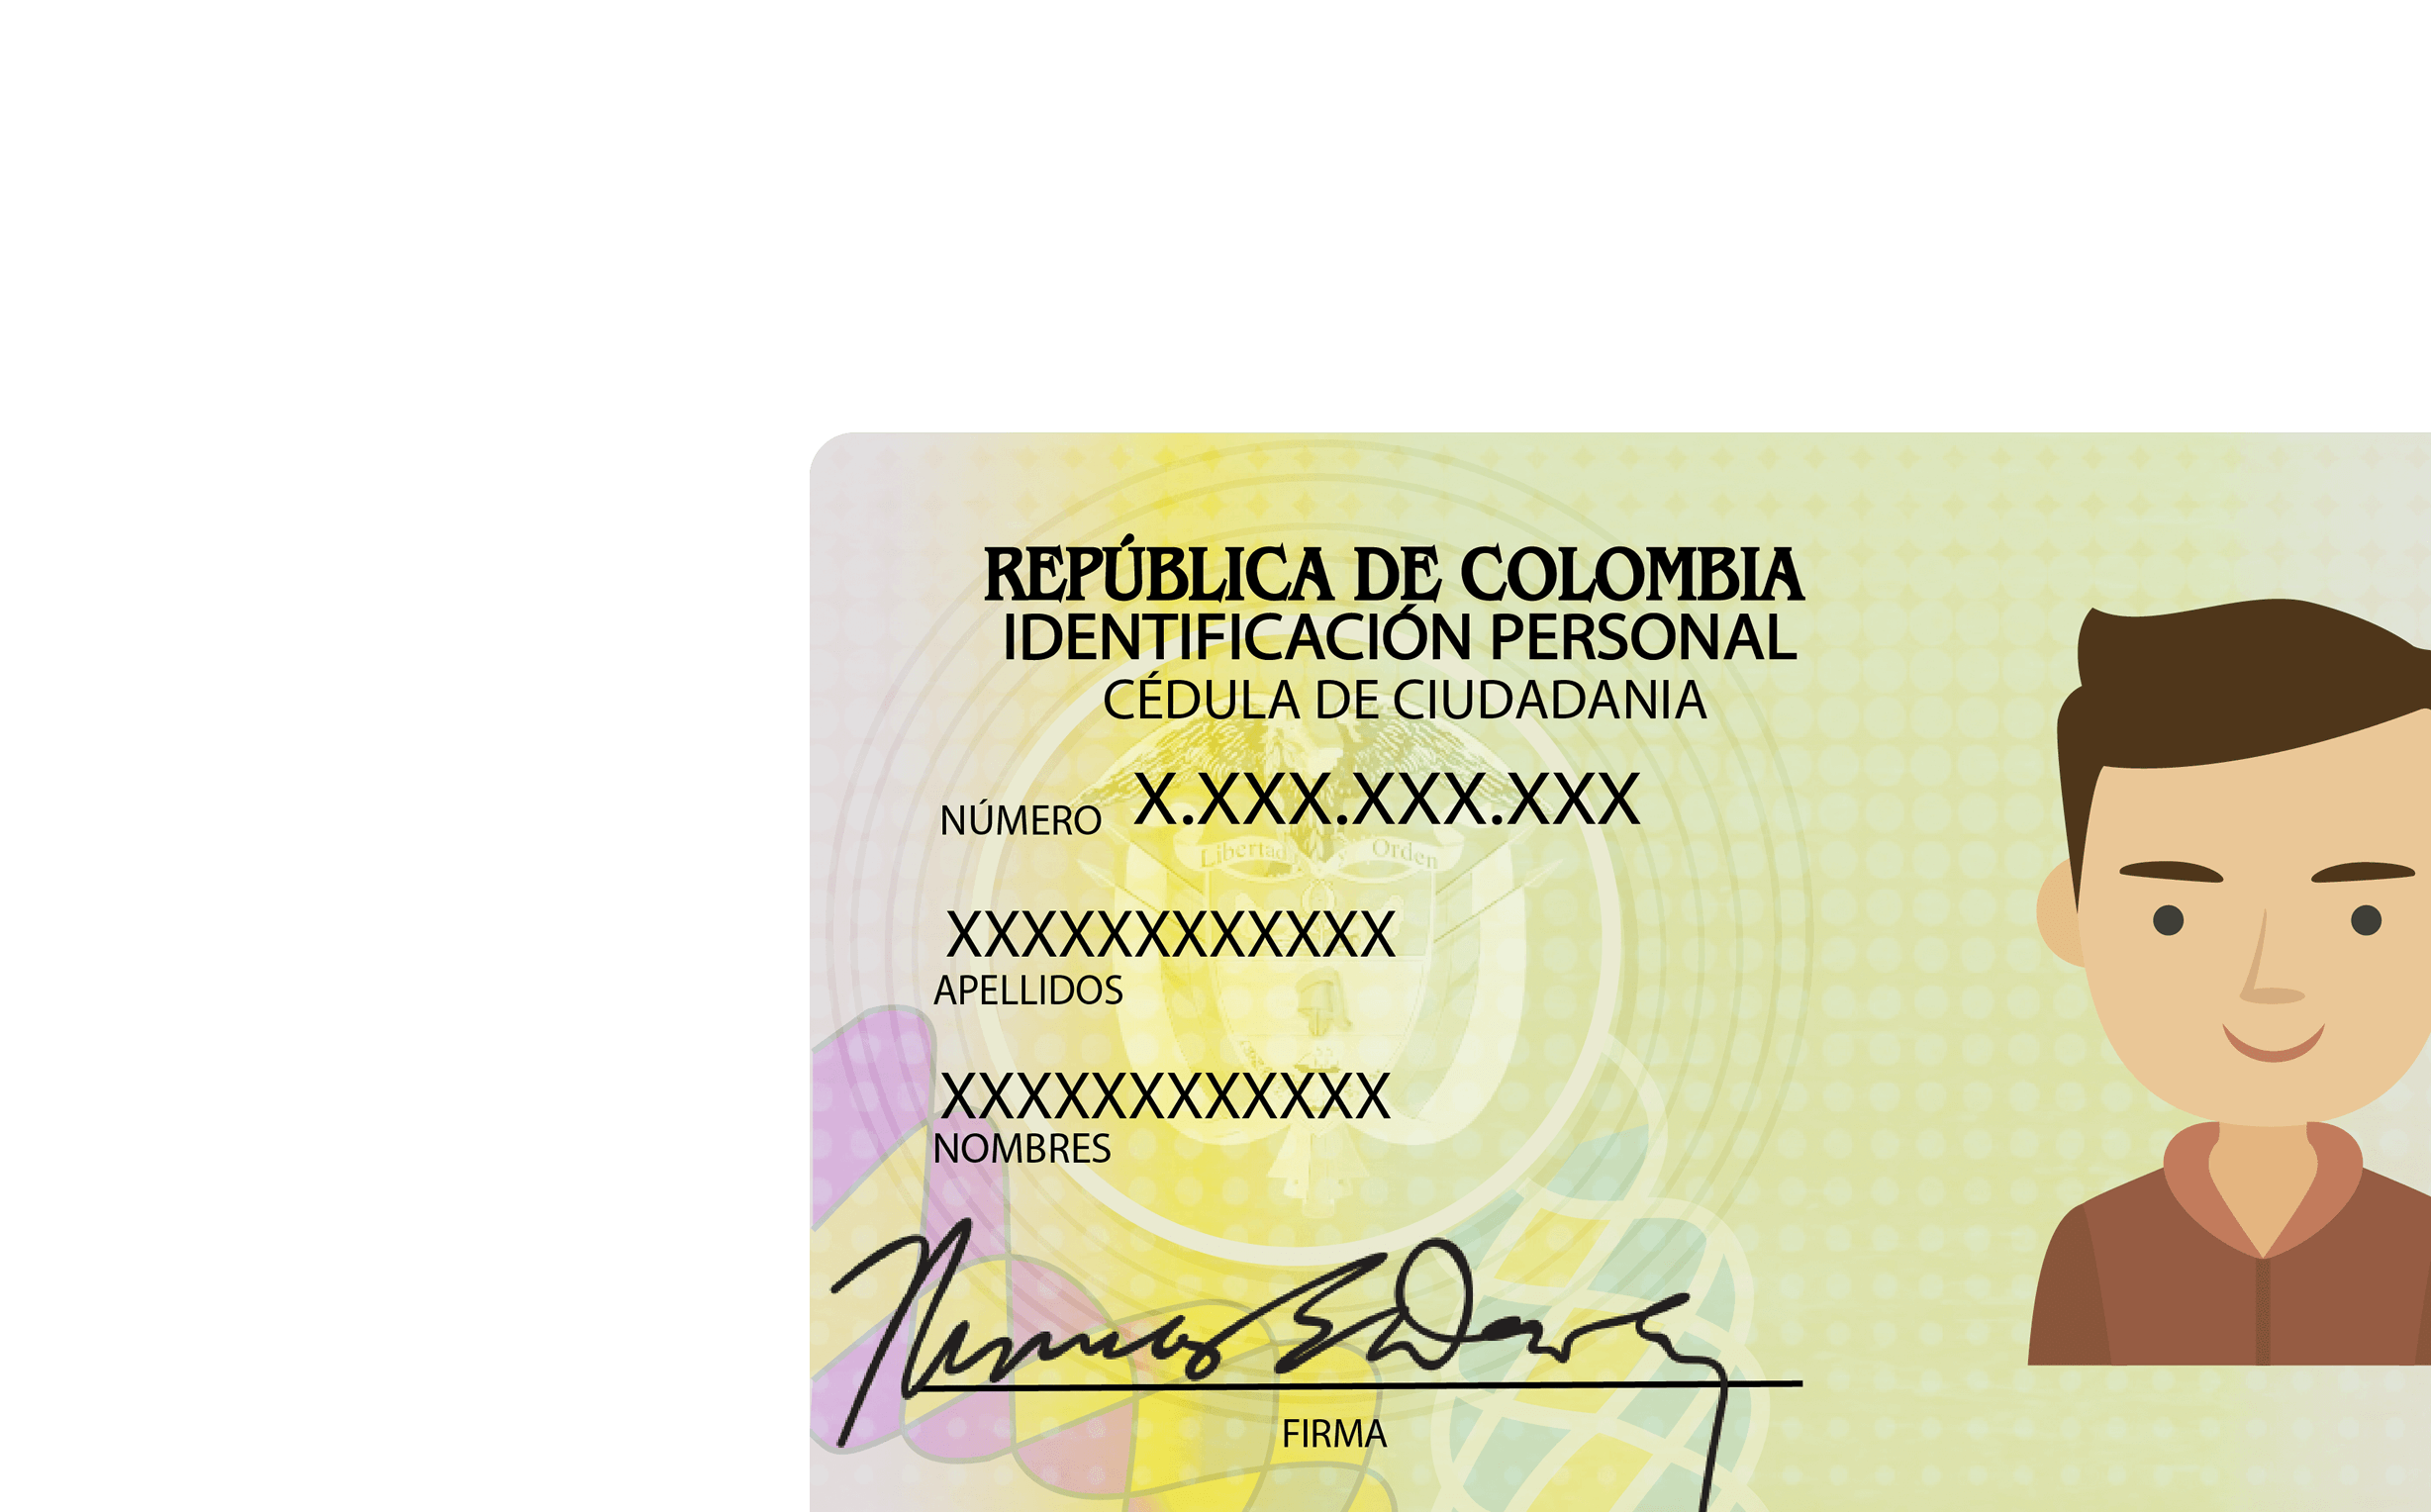 REPÚBLICA DE COLOMBIA
IDENTIFICACIÓN PERSONAL
CÉDULA DE CIUDADANIA
NÚMERO X.XXX.XXX.XXX
Libertad y Orden
XXXXXXXXXXXX
APELLIDOS
XXXXXXXXXXXX
NOMBRES
FIRMA